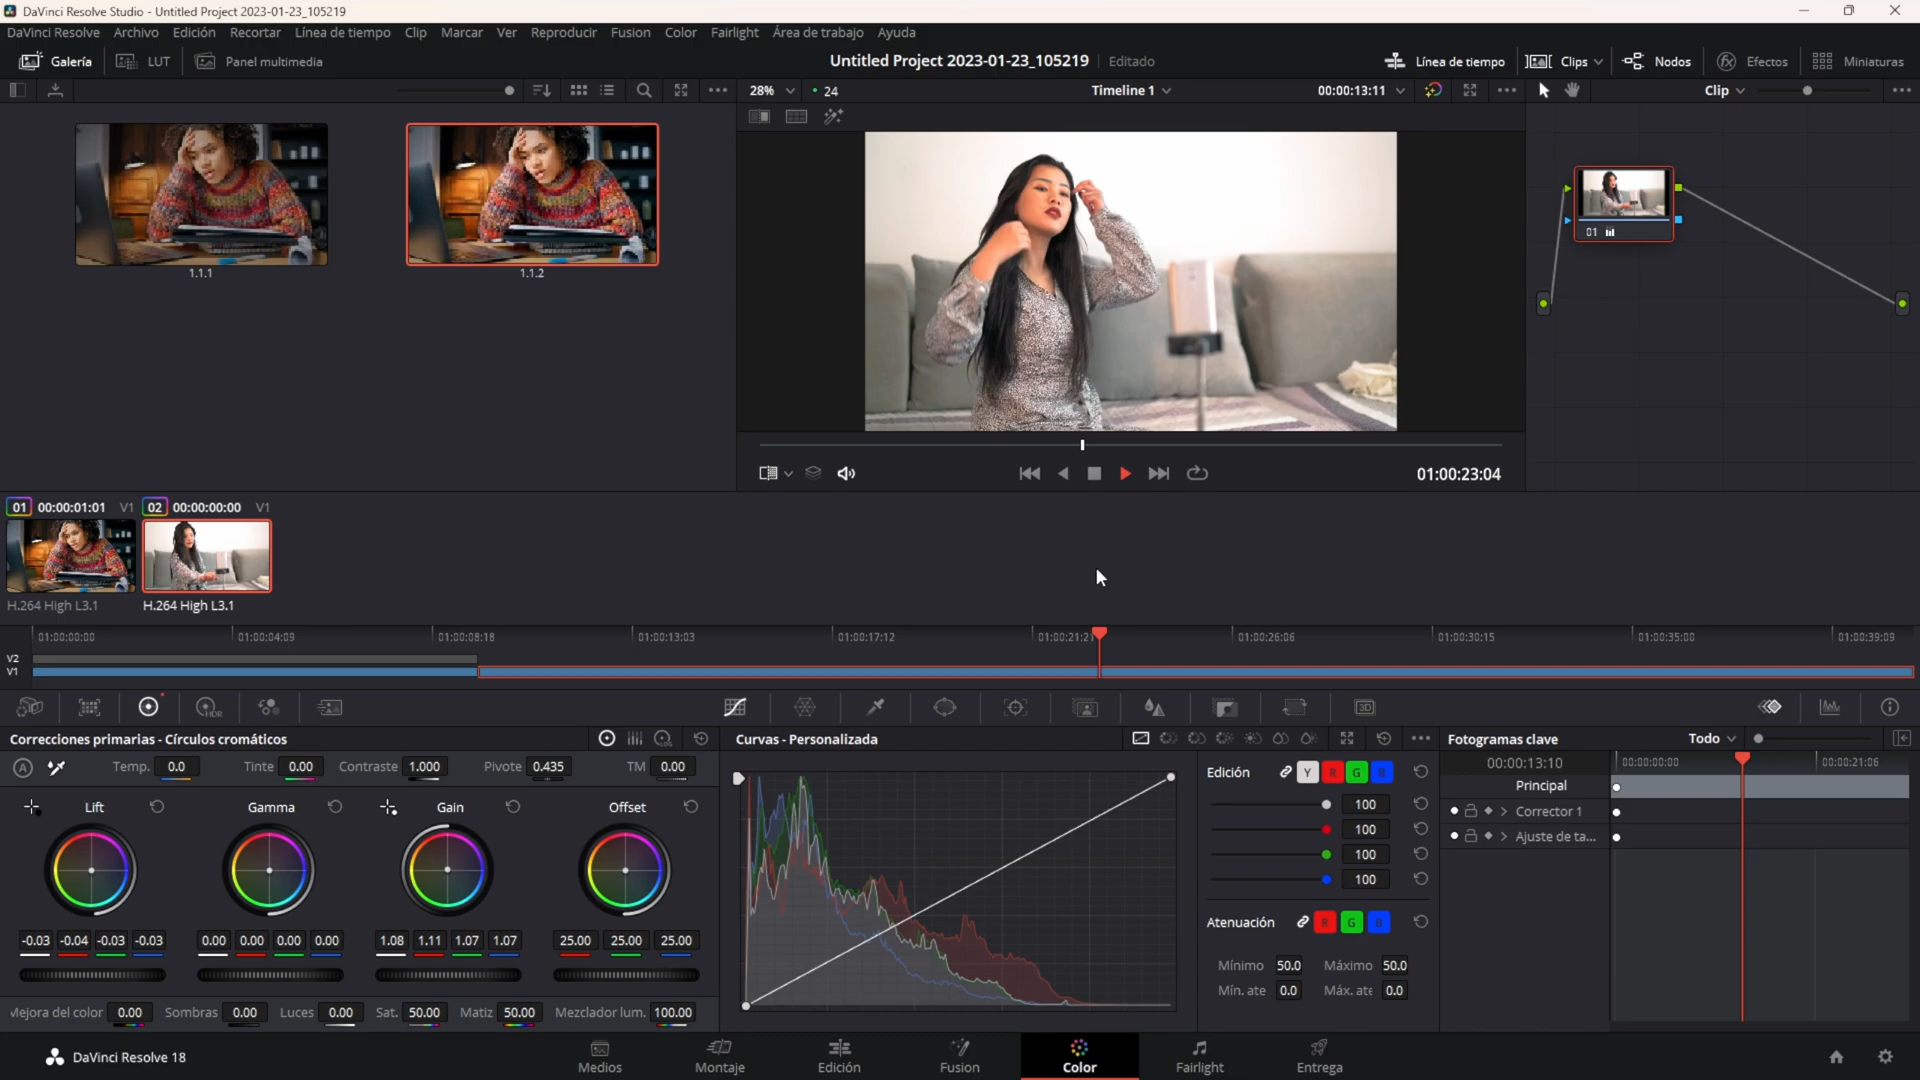 DaVinci Resolve Studio - Untitled Project 2023-01-23_105219
DaVinci Resolve Archivo Edición Recortar Línea de tiempo Clip Marcar Ver Reproducir Fusion Color Fairlight Área de trabajo Ayuda
Galería LUT Panel multimedia Untitled Project 2023-01-23_105219 Editado Línea de tiempo Clips Nodos Efectos Miniaturas
28% 24 Timeline 1 00:00:13:11 Clip
1.1.1 1.1.2
01
01:00:23:04
01 00:00:01:01 V1 02 00:00:00:00 V1
H.264 High L3.1 H.264 High L3.1
01:00:00:00 01:00:04:09 01:00:08:18 01:00:13:03 01:00:17:12 01:00:21:21 01:00:26:06 01:00:30:15 01:00:35:00 01:00:39:09
V2
V1
HDR 3D
Correcciones primarias - Círculos cromáticos Curvas - Personalizada Fotogramas clave Todo
A Temp. 0.0 Tinte 0.00 Contraste 1.000 Pivote 0.435 TM 0.00
Lift Gamma Gain Offset
-0.03 -0.04 -0.03 -0.03 0.00 0.00 0.00 0.00 1.08 1.11 1.07 1.07 25.00 25.00 25.00
Mejora del color 0.00 Sombras 0.00 Luces 0.00 Sat. 50.00 Matiz 50.00 Mezclador lum. 100.00
Edición Y R G B
100
100
100
100
Atenuación R G B
Mínimo 50.0 Máximo 50.0
Mín. ate 0.0 Máx. ate 0.0
00:00:13:10 00:00:00:00 00:00:21:06
Principal
Corrector 1
Ajuste de ta...
DaVinci Resolve 18 Medios Montaje Edición Fusion Color Fairlight Entrega